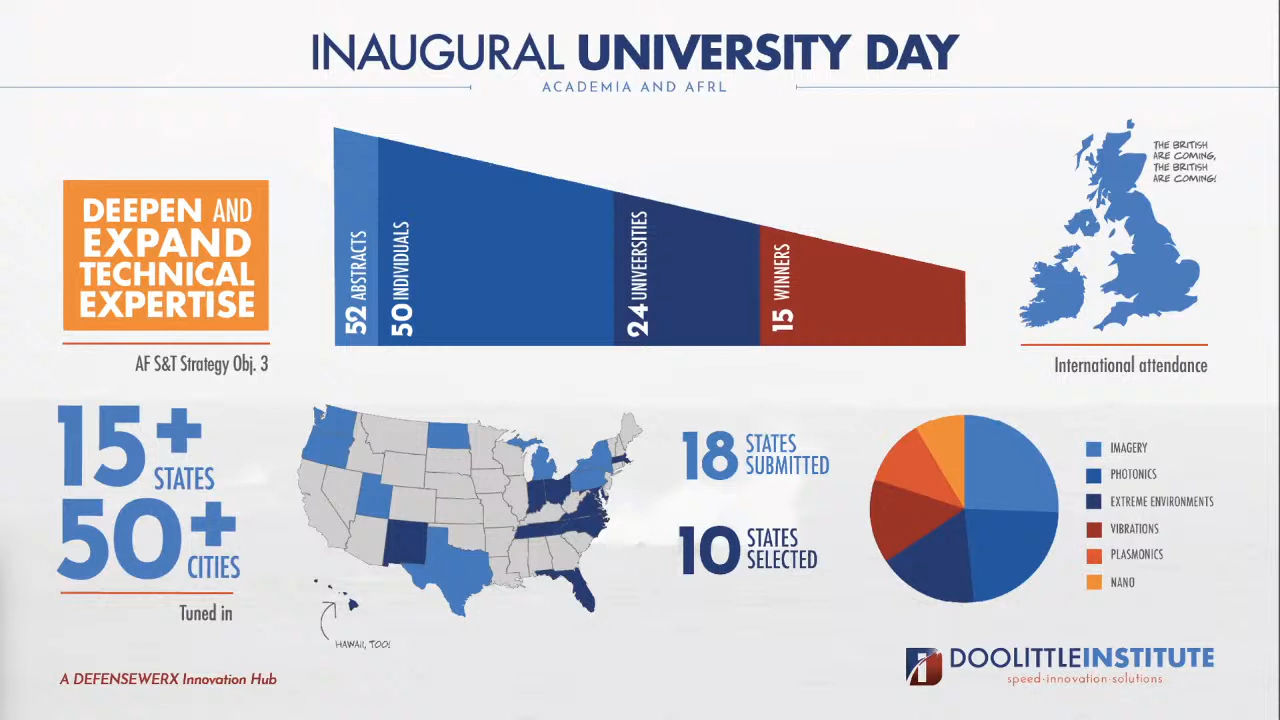 INAUGURAL UNIVERSITY DAY
ACADEMIA AND AFRL
DEEPEN AND
EXPAND
TECHNICAL
EXPERTISE
AF S&T Strategy Obj. 3
52 ABSTRACTS
50 INDIVIDUALS
24 UNIVEERSITIES
15 WINNERS
THE BRITISH
ARE COMING,
THE BRITISH
ARE COMING!
International attendance
15+
STATES
50+
CITIES
Tuned in
HAWAII, TOO!
18 STATES
SUBMITTED
10 STATES
SELECTED
IMAGERY
PHOTONICS
EXTREME ENVIRONMENTS
VIBRATIONS
PLASMONICS
NANO
A DEFENSEWERX Innovation Hub
DOOLITTLEINSTITUTE
speed·innovation·solutions